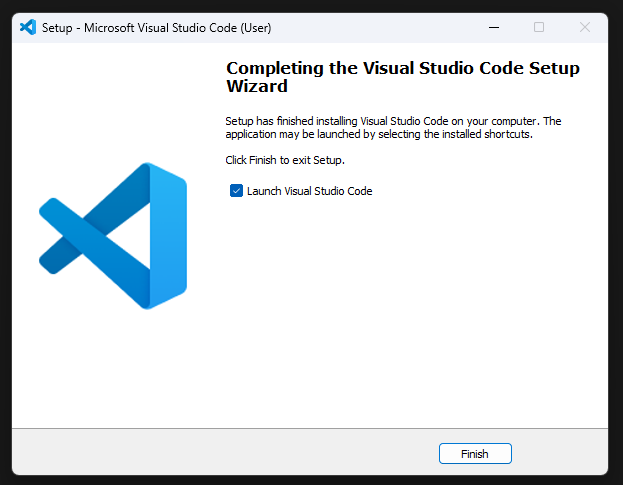 Setup - Microsoft Visual Studio Code (User)
Completing the Visual Studio Code Setup
Wizard
Setup has finished installing Visual Studio Code on your computer. The
application may be launched by selecting the installed shortcuts.
Click Finish to exit Setup.
Launch Visual Studio Code
Finish